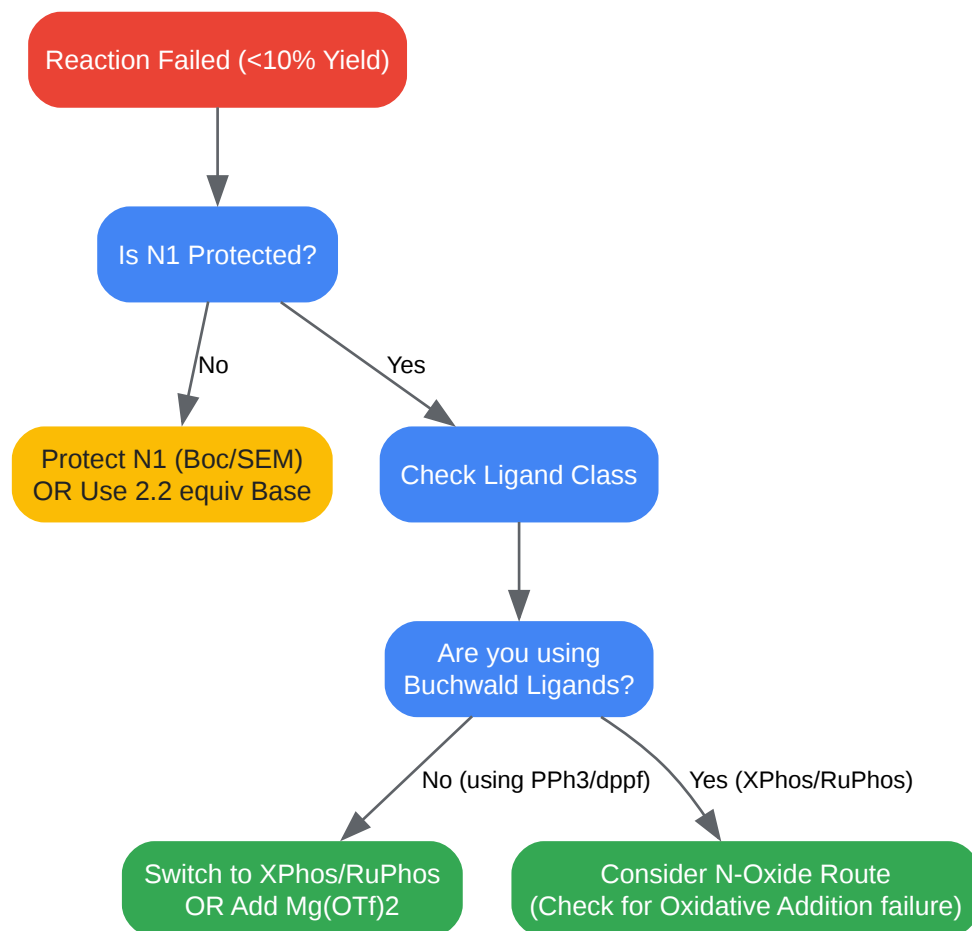 Reaction Failed (<10% Yield)
Is N1 Protected?
No
Yes
Protect N1 (Boc/SEM)
OR Use 2.2 equiv Base
Check Ligand Class
Are you using
Buchwald Ligands?
No (using PPh3/dppf)
Yes (XPhos/RuPhos)
Switch to XPhos/RuPhos
OR Add Mg(OTf)2
Consider N-Oxide Route
(Check for Oxidative Addition failure)